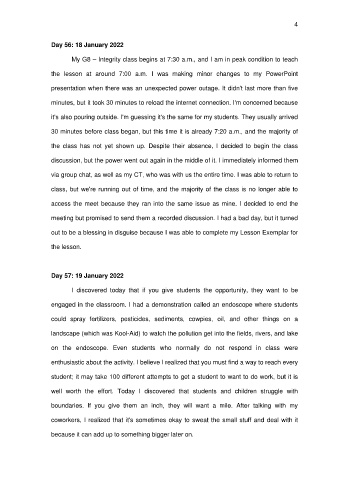 4
Day 56: 18 January 2022
My G8 – Integrity class begins at 7:30 a.m., and I am in peak condition to teach
the lesson at around 7:00 a.m. I was making minor changes to my PowerPoint
presentation when there was an unexpected power outage. It didn't last more than five
minutes, but it took 30 minutes to reload the internet connection. I'm concerned because
it's also pouring outside. I'm guessing it's the same for my students. They usually arrived
30 minutes before class began, but this time it is already 7:20 a.m., and the majority of
the class has not yet shown up. Despite their absence, I decided to begin the class
discussion, but the power went out again in the middle of it. I immediately informed them
via group chat, as well as my CT, who was with us the entire time. I was able to return to
class, but we're running out of time, and the majority of the class is no longer able to
access the meet because they ran into the same issue as mine. I decided to end the
meeting but promised to send them a recorded discussion. I had a bad day, but it turned
out to be a blessing in disguise because I was able to complete my Lesson Exemplar for
the lesson.
Day 57: 19 January 2022
I discovered today that if you give students the opportunity, they want to be
engaged in the classroom. I had a demonstration called an endoscope where students
could spray fertilizers, pesticides, sediments, cowpies, oil, and other things on a
landscape (which was Kool-Aid) to watch the pollution get into the fields, rivers, and lake
on the endoscope. Even students who normally do not respond in class were
enthusiastic about the activity. I believe I realized that you must find a way to reach every
student; it may take 100 different attempts to get a student to want to do work, but it is
well worth the effort. Today I discovered that students and children struggle with
boundaries. If you give them an inch, they will want a mile. After talking with my
coworkers, I realized that it's sometimes okay to sweat the small stuff and deal with it
because it can add up to something bigger later on.